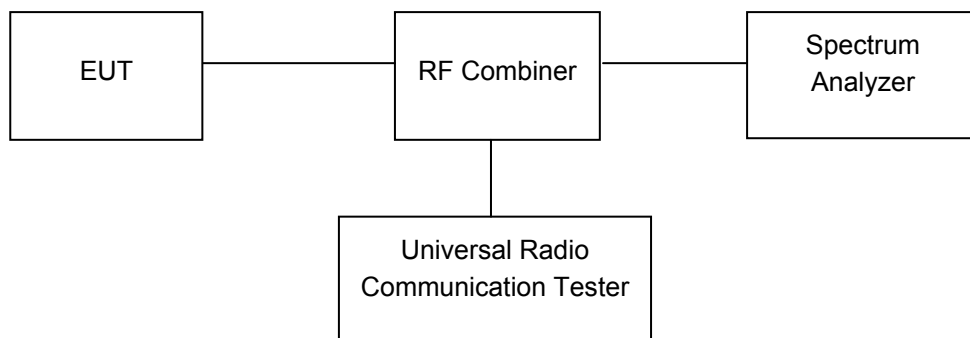 EUT
RF Combiner
Spectrum
Analyzer
Universal Radio
Communication Tester